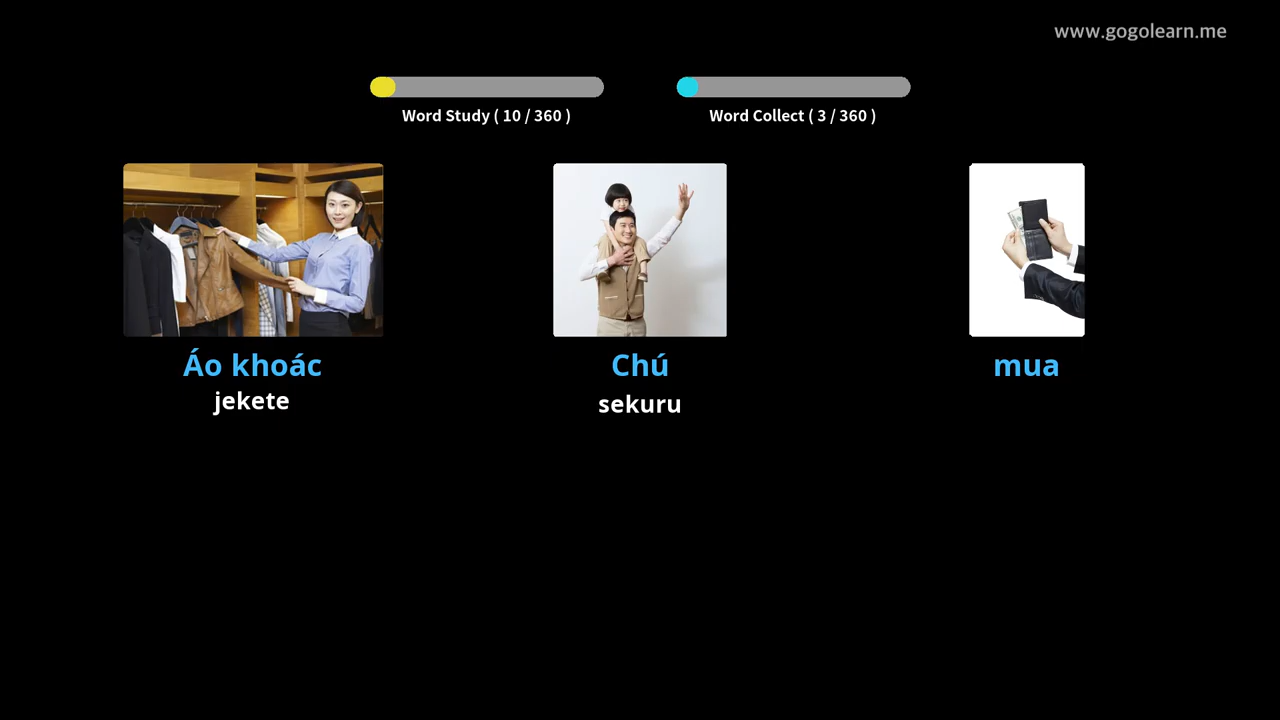 www.gogolearn.me
Word Study ( 10 / 360 )
Word Collect ( 3 / 360 )
Áo khoác
jekete
Chú
sekuru
mua